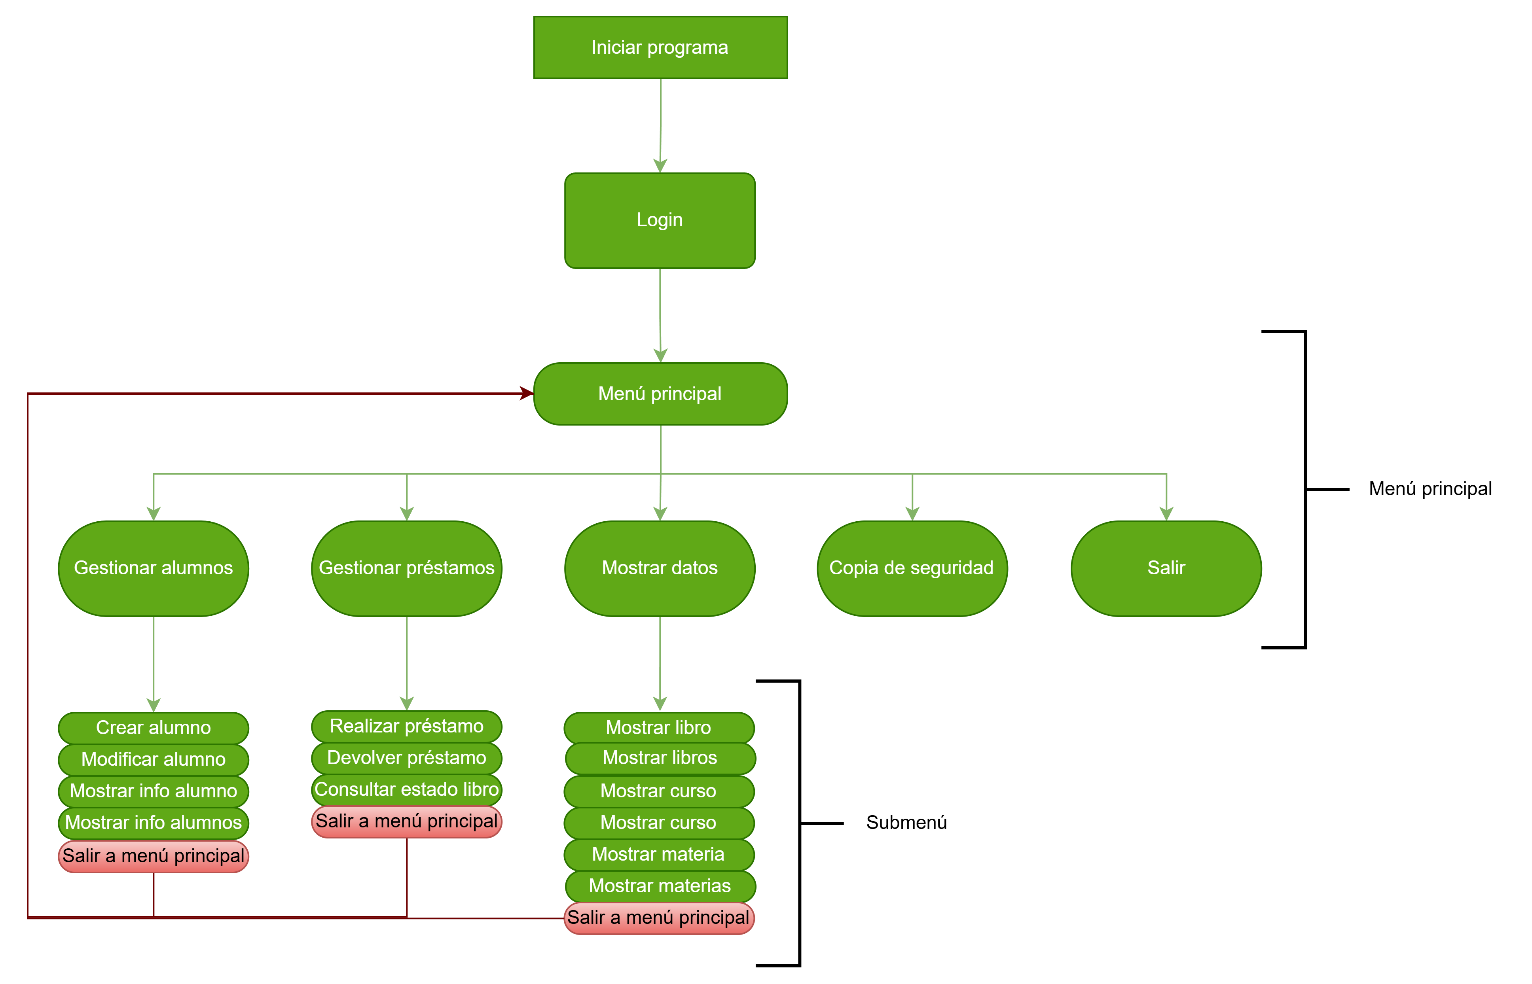 Iniciar programa
Login
Menú principal
Menú principal
Gestionar alumnos
Gestionar préstamos
Mostrar datos
Copia de seguridad
Salir
Crear alumno
Modificar alumno
Mostrar info alumno
Mostrar info alumnos
Salir a menú principal
Realizar préstamo
Devolver préstamo
Consultar estado libro
Salir a menú principal
Mostrar libro
Mostrar libros
Mostrar curso
Mostrar curso
Mostrar materia
Mostrar materias
Salir a menú principal
Submenú